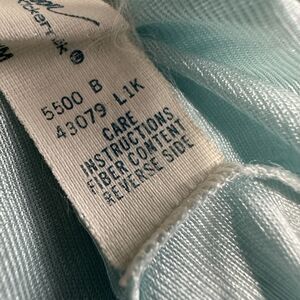 M
5500 B
43079 L1K
CARE
INSTRUCTIONS
FIBER CONTENT
REVERSE SIDE